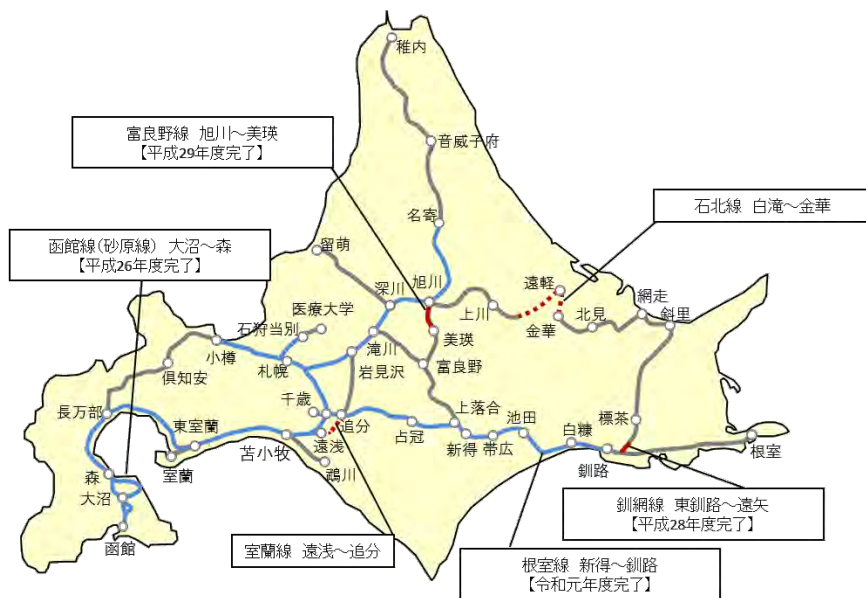 稚内
富良野線 旭川～美瑛
【平成29年度完了】
音威子府
石北線 白滝～金華
名寄
函館線(砂原線) 大沼～森
【平成26年度完了】
留萌
深川
旭川
遠軽
網走
斜里
医療大学
石狩当別
上川
金華
北見
小樽
札幌
滝川
美瑛
岩見沢
富良野
倶知安
長万部
千歳
追分
占冠
上落合
池田
標茶
東室蘭
遠浅
新得
帯広
白糠
根室
苫小牧
釧路
室蘭
鵡川
森
大沼
函館
室蘭線 遠浅～追分
釧網線 東釧路～遠矢
【平成28年度完了】
根室線 新得～釧路
【令和元年度完了】